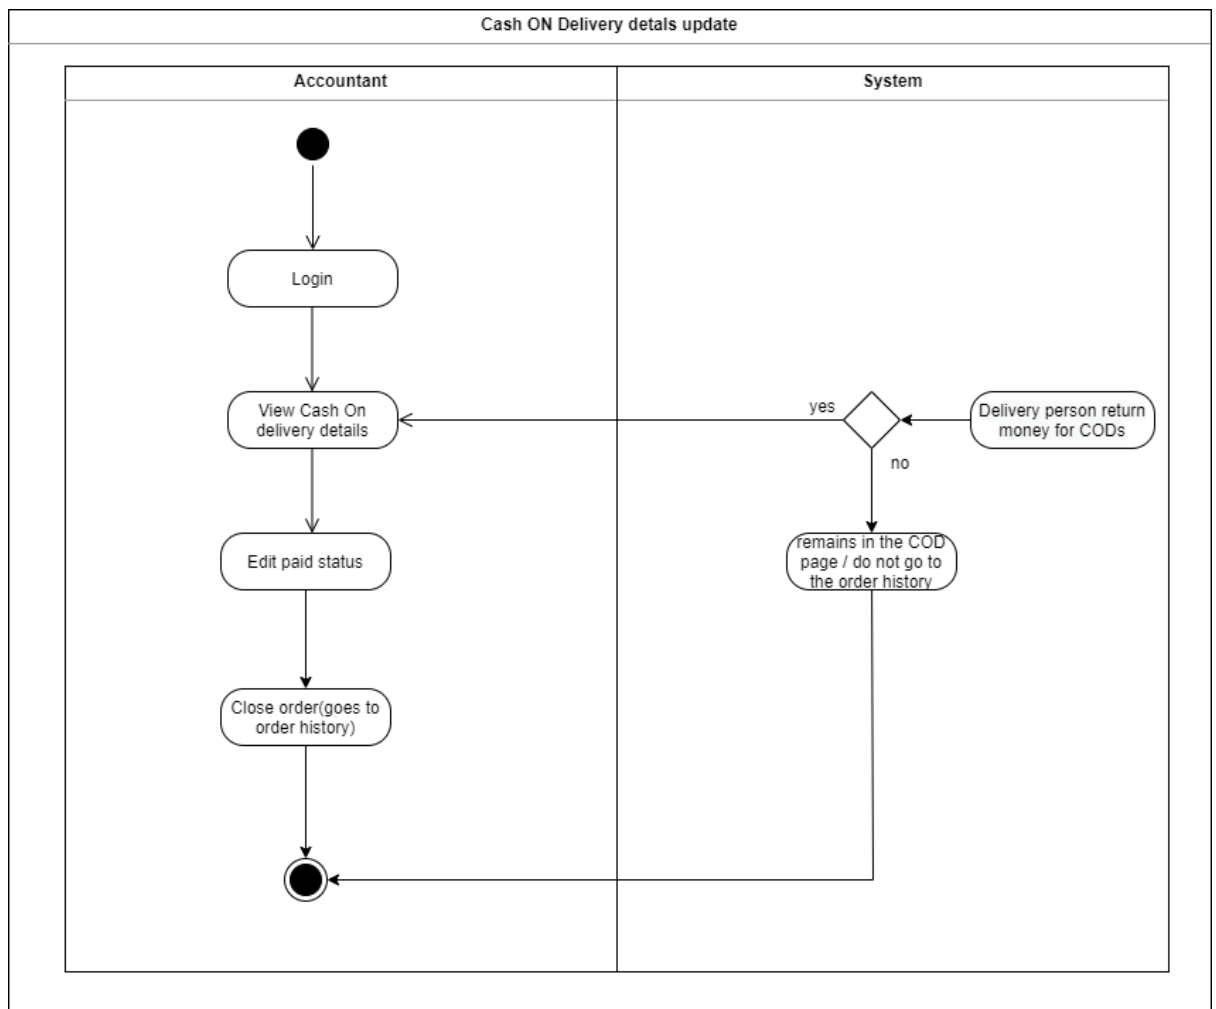 Cash ON Delivery detals update
Accountant
System
Login
View Cash On
delivery details
yes
Delivery person return
money for CODs
no
Edit paid status
remains in the COD
page / do not go to
the order history
Close order(goes to
order history)